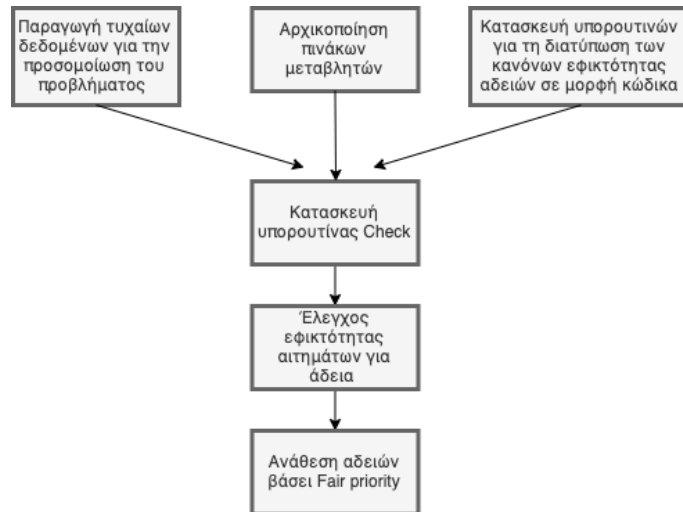 Παραγωγή τυχαίων
δεδομένων για την
προσομοίωση του
προβλήματος
Αρχικοποίηση
πινάκων
μεταβλητών
Κατασκευή υπορουτινών
για τη διατύπωση των
κανόνων εφικτότητας
αδειών σε μορφή κώδικα
Κατασκευή
υπορουτίνας Check
Έλεγχος
εφικτότητας
αιτημάτων για
άδεια
Ανάθεση αδειών
βάσει Fair priority